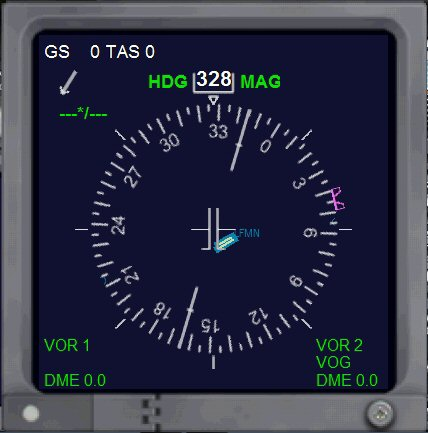 GS 0 TAS 0
HDG 328 MAG
---°/---
33
30
0
27
3
24
6
FMN
21
9
18
12
15
VOR 1
VOR 2
VOG
DME 0.0
DME 0.0